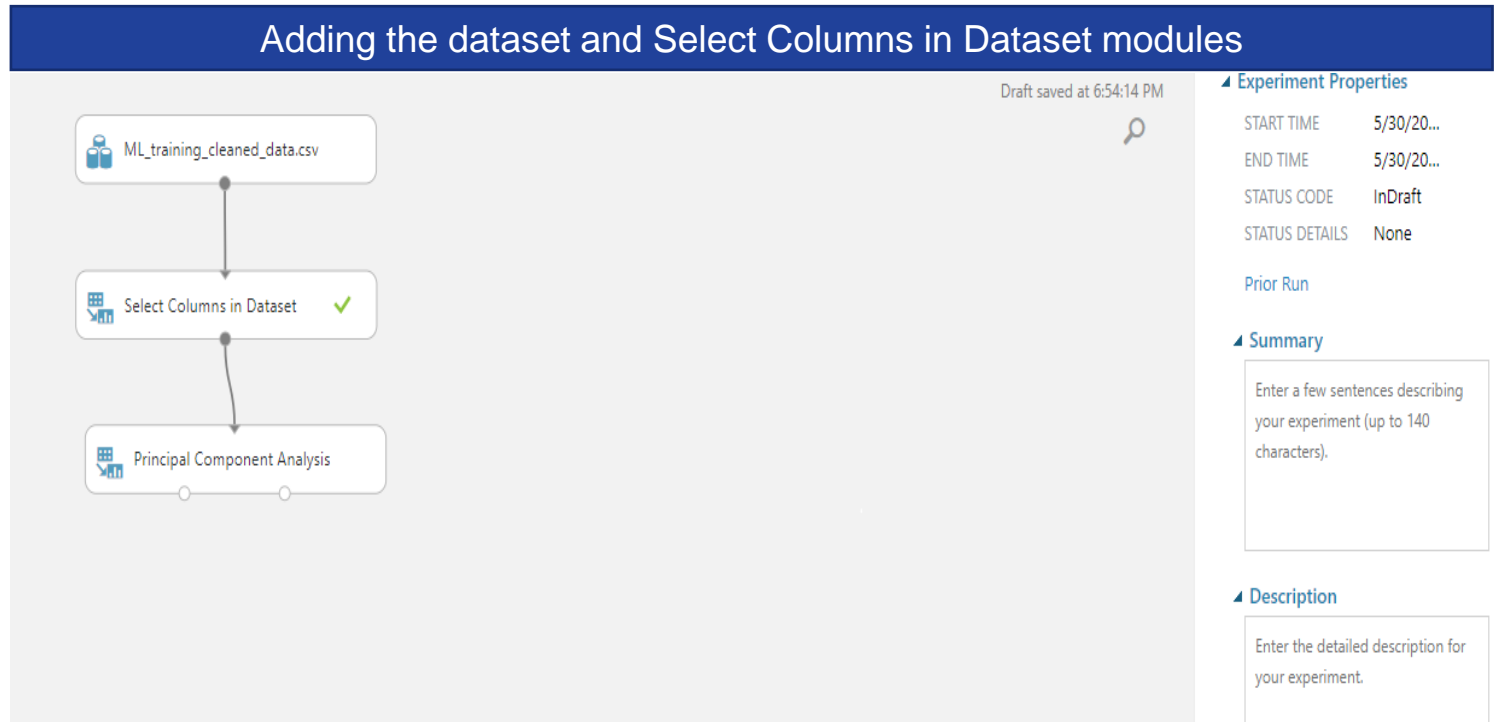 Adding the dataset and Select Columns in Dataset modules
Draft saved at 6:54:14 PM
ML_training_cleaned_data.csv
Select Columns in Dataset
Principal Component Analysis
Experiment Properties
START TIME 5/30/20...
END TIME 5/30/20...
STATUS CODE InDraft
STATUS DETAILS None
Prior Run
Summary
Enter a few sentences describing
your experiment (up to 140
characters).
Description
Enter the detailed description for
your experiment.